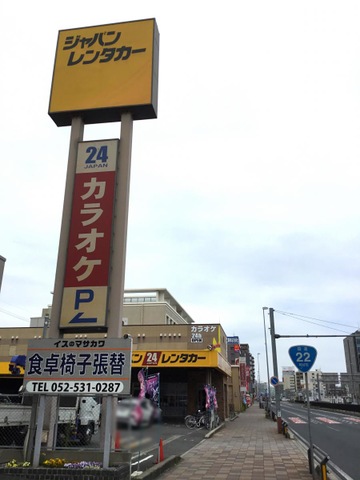 ジャパン
レンタカー
24
JAPAN
カラオケ
P
イスのマサカワ
食卓椅子張替
TEL 052-531-0287
カラオケ
24h
24 レンタカー
22